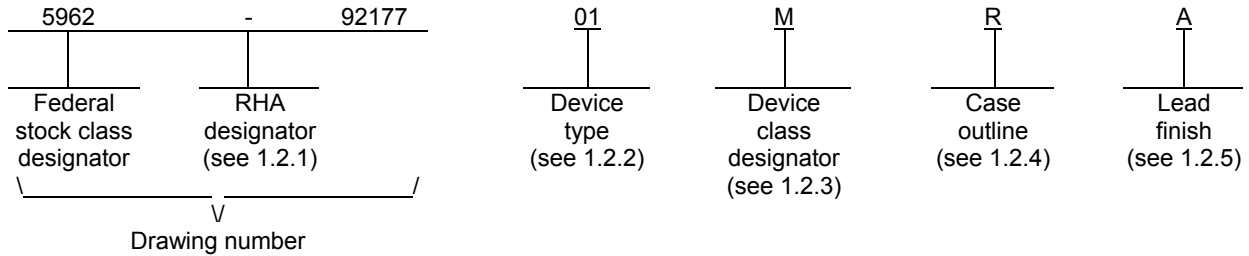 5962 - 92177 01 M R A
Federal stock class designator
RHA designator (see 1.2.1)
Device type (see 1.2.2)
Device class designator (see 1.2.3)
Case outline (see 1.2.4)
Lead finish (see 1.2.5)
Drawing number